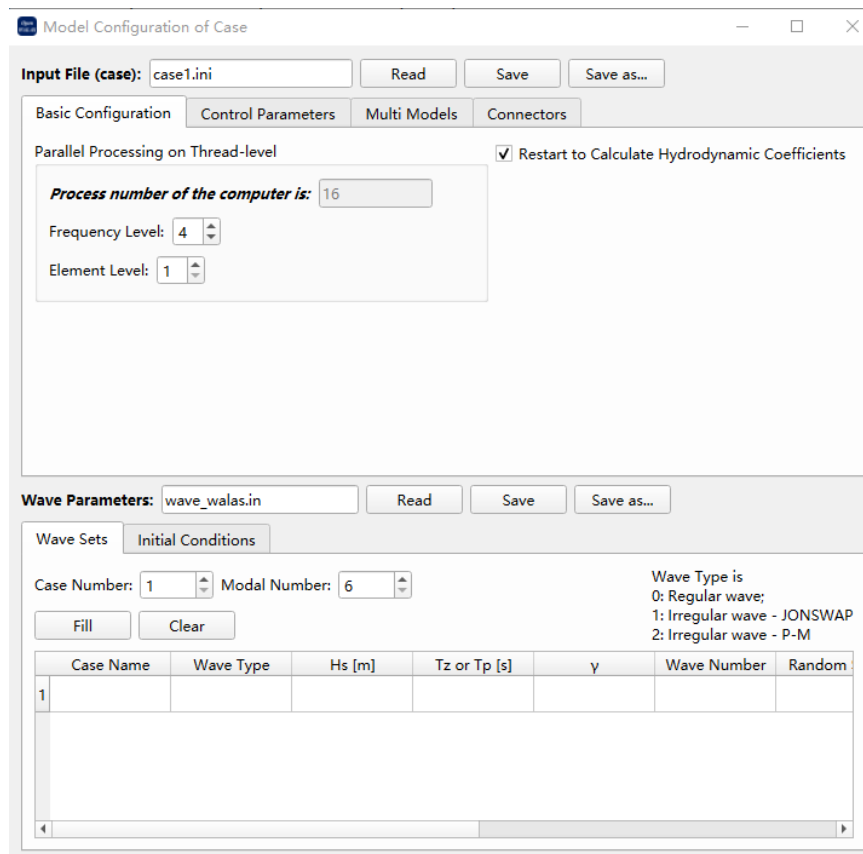 Model Configuration of Case
Input File (case): case1.ini Read Save Save as...
Basic Configuration Control Parameters Multi Models Connectors
Parallel Processing on Thread-level
Restart to Calculate Hydrodynamic Coefficients
Process number of the computer is: 16
Frequency Level: 4
Element Level: 1
Wave Parameters: wave_walas.in Read Save Save as...
Wave Sets Initial Conditions
Case Number: 1 Modal Number: 6
Wave Type is
0: Regular wave;
1: Irregular wave - JONSWAP
2: Irregular wave - P-M
Fill Clear
Case Name Wave Type Hs [m] Tz or Tp [s] γ Wave Number Random
1